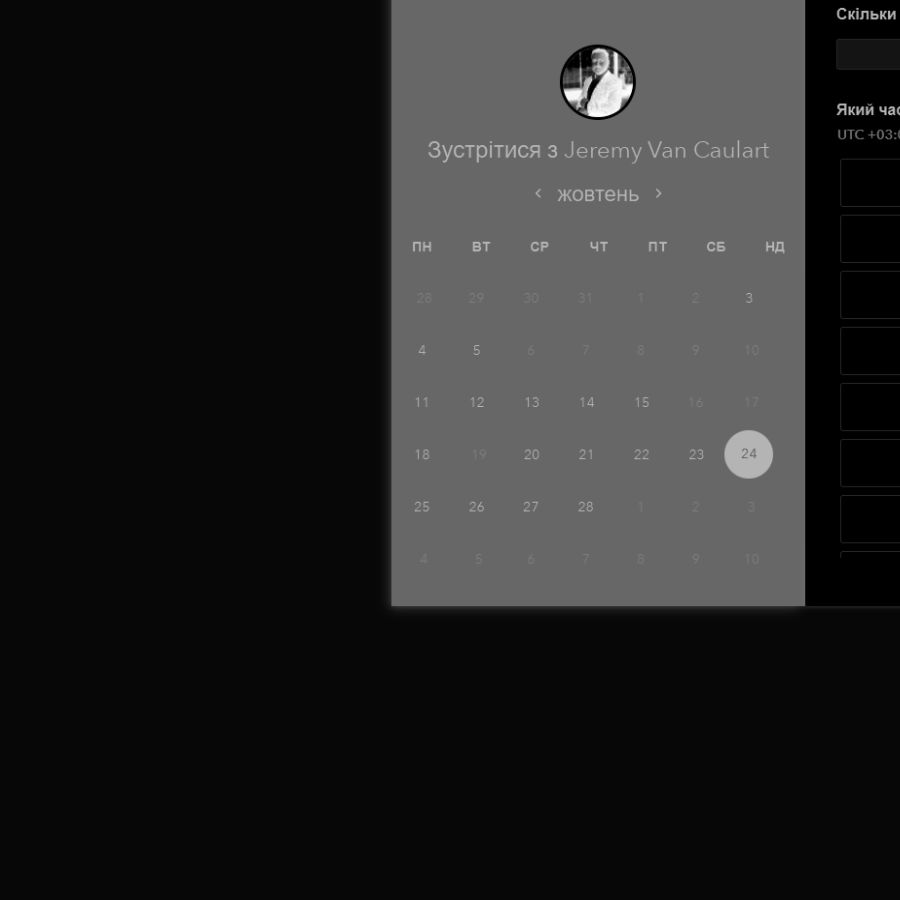 Скільки
Який час
UTC +03:0
Зустрітися з Jeremy Van Caulart
‹ жовтень ›
ПН ВТ СР ЧТ ПТ СБ НД
28 29 30 31 1 2 3
4 5 6 7 8 9 10
11 12 13 14 15 16 17
18 19 20 21 22 23 24
25 26 27 28 1 2 3
4 5 6 7 8 9 10